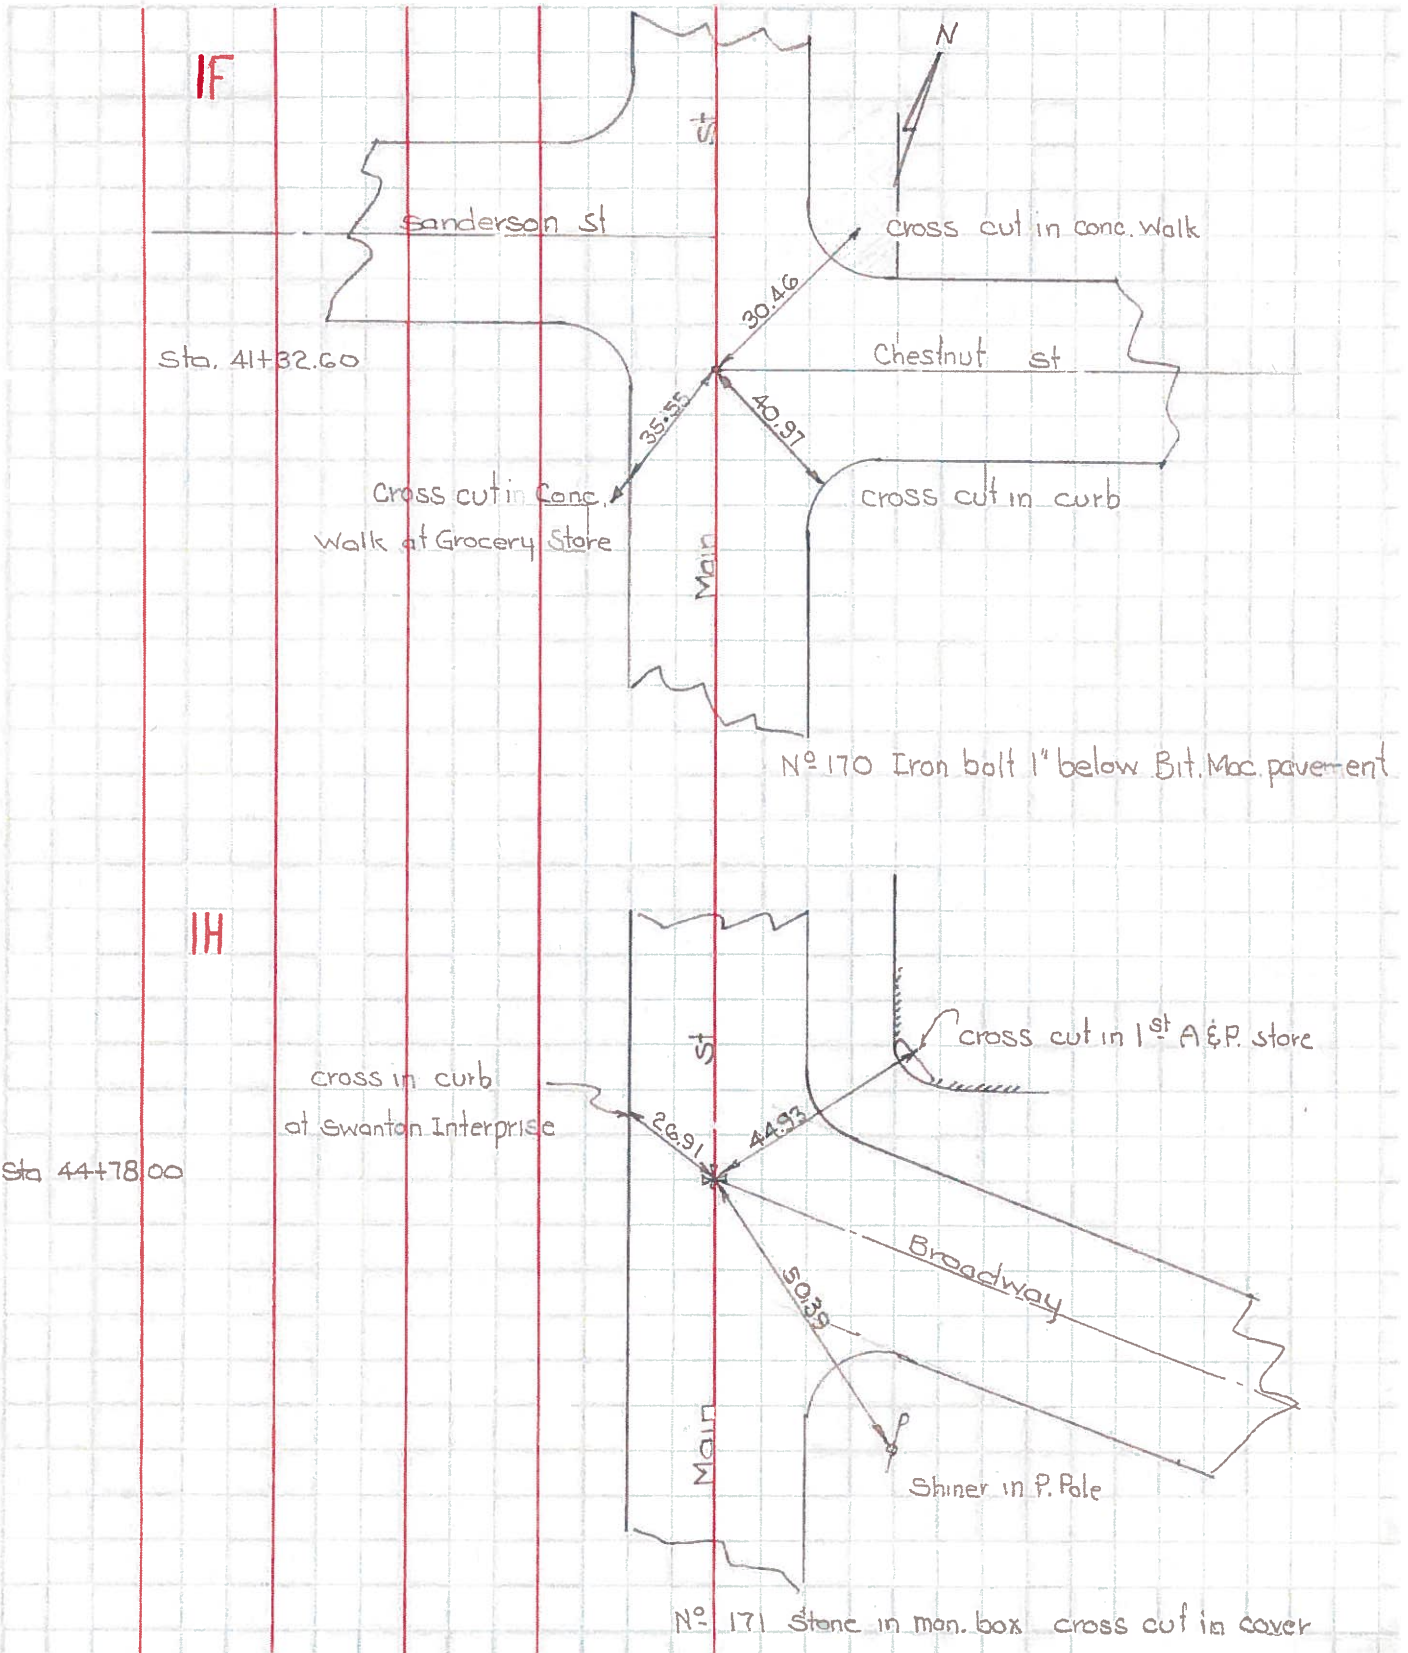 1F
N
St
Sanderson St
cross cut in conc. Walk
30.46
Sta. 41+32.60
Chestnut St
35.55
40.97
Cross cut in Conc.
Walk at Grocery Store
cross cut in curb
Main
Nº 170 Iron bolt 1" below Bit. Mac. pavement
1H
St
cross cut in 1st A & P. store
cross in curb
at Swanton Interprise
26.91
44.93
Sta 44+78.00
Broadway
50.39
Main
P
Shiner in P. Pole
Nº 171 Stone in mon. box cross cut in cover